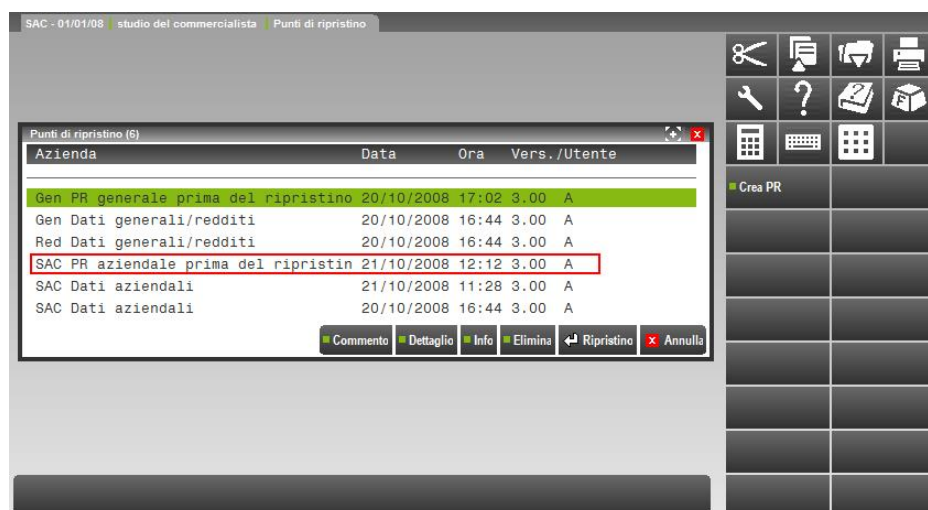 SAC - 01/01/08 studio del commercialista Punti di ripristino
Punti di ripristino (6)
Azienda Data Ora Vers./Utente
Gen PR generale prima del ripristino 20/10/2008 17:02 3.00 A
Gen Dati generali/redditi 20/10/2008 16:44 3.00 A
Red Dati generali/redditi 20/10/2008 16:44 3.00 A
SAC PR aziendale prima del ripristin 21/10/2008 12:12 3.00 A
SAC Dati aziendali 21/10/2008 11:28 3.00 A
SAC Dati aziendali 20/10/2008 16:44 3.00 A
Commento Dettaglio Info Elimina Ripristino x Annulla
Crea PR